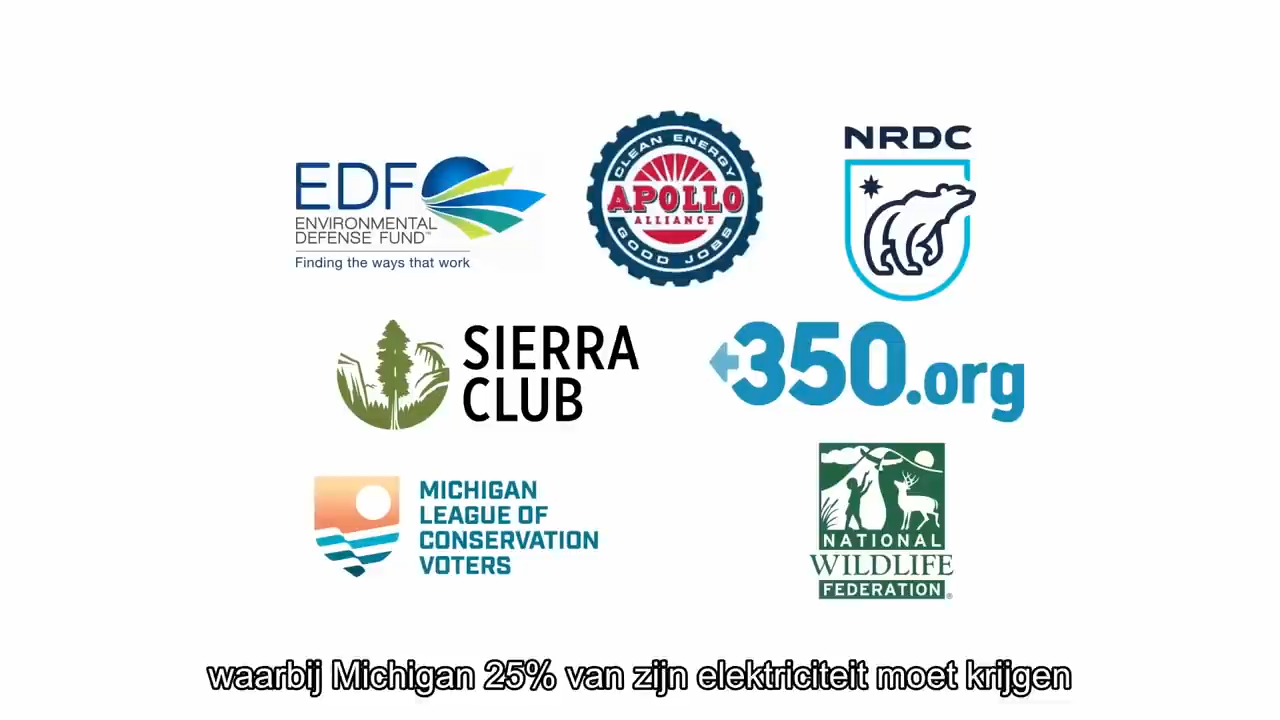 EDF
ENVIRONMENTAL
DEFENSE FUND™
Finding the ways that work
CLEAN ENERGY
APOLLO
ALLIANCE
GOOD JOBS
NRDC
SIERRA
CLUB
350.org
MICHIGAN
LEAGUE OF
CONSERVATION
VOTERS
NATIONAL
WILDLIFE
FEDERATION®
waarbij Michigan 25% van zijn elektriciteit moet krijgen